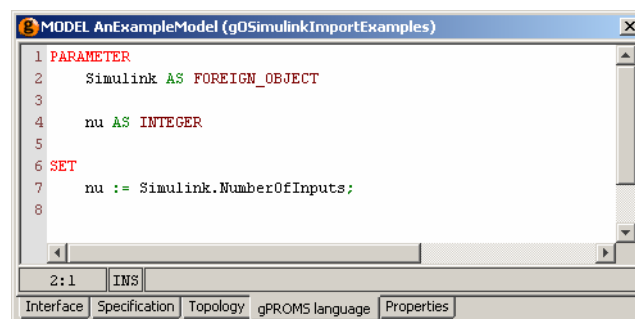 MODEL AnExampleModel (gOSimulinkImportExamples)
1 PARAMETER
2 Simulink AS FOREIGN_OBJECT
3
4 nu AS INTEGER
5
6 SET
7 nu := Simulink.NumberOfInputs;
8
2:1 INS
Interface Specification Topology gPROMS language Properties